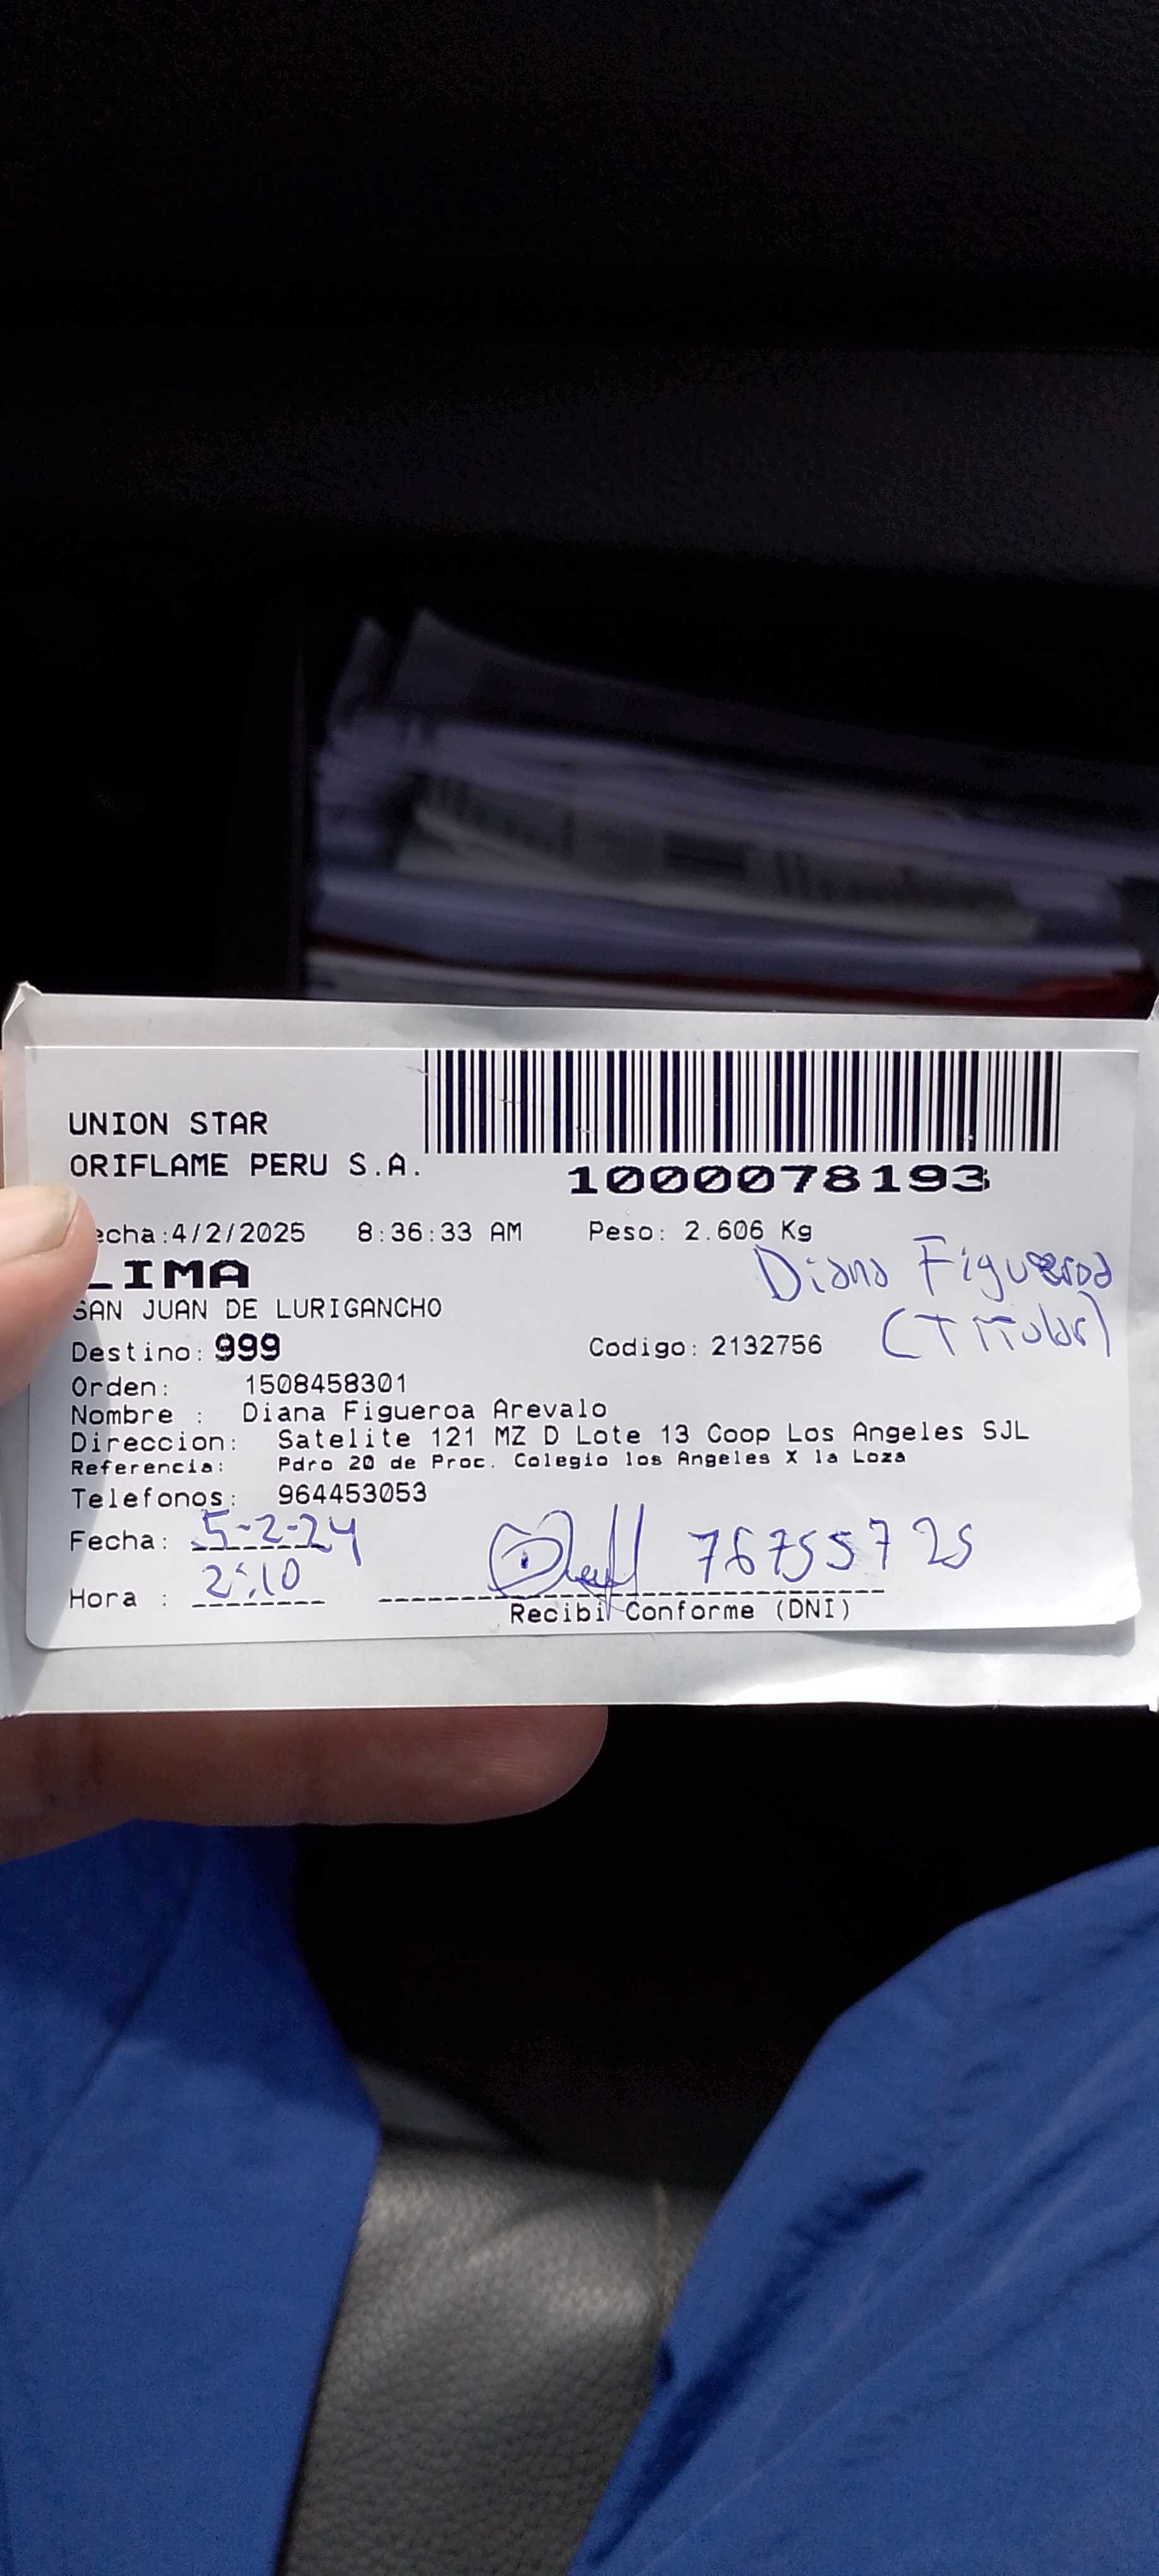 UNION STAR
ORIFLAME PERU S.A.
1000078193
echa:4/2/2025 8:36:33 AM Peso: 2.606 Kg
Diana Figueroa
LIMA
SAN JUAN DE LURIGANCHO
(Titular)
Destino: 999 Codigo: 2132756
Orden: 1508458301
Nombre : Diana Figueroa Arevalo
Direccion: Satelite 121 MZ D Lote 13 Coop Los Angeles SJL
Referencia: Pdro 20 de Proc. Colegio los Angeles X la Loza
Telefonos: 964453053
Fecha: 5-2-24 76755725
Hora : 2:10
Recibi Conforme (DNI)